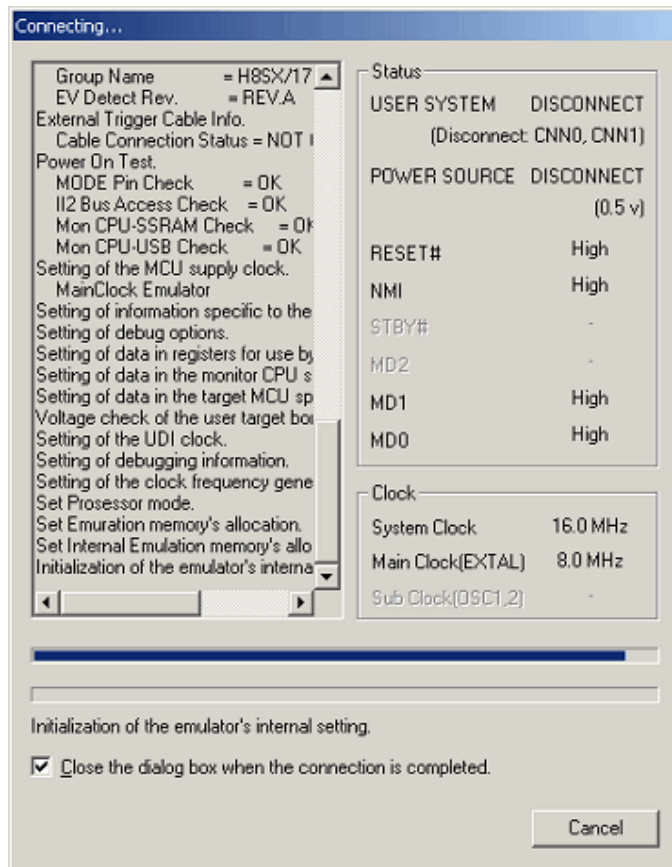 Connecting...
Group Name = H8SX/17
EV Detect Rev. = REV.A
External Trigger Cable Info.
Cable Connection Status = NOT
Power On Test.
MODE Pin Check = OK
II2 Bus Access Check = OK
Mon CPU-SSRAM Check = OK
Mon CPU-USB Check = OK
Setting of the MCU supply clock.
MainClock Emulator
Setting of information specific to the
Setting of debug options.
Setting of data in registers for use by
Setting of data in the monitor CPU s
Setting of data in the target MCU sp
Voltage check of the user target boa
Setting of the UDI clock.
Setting of debugging information.
Setting of the clock frequency gene
Set Prosessor mode.
Set Emuration memory's allocation.
Set Internal Emulation memory's allo
Initialization of the emulator's interna
Status
USER SYSTEM DISCONNECT
(Disconnect: CNN0, CNN1)
POWER SOURCE DISCONNECT
(0.5 v)
RESET# High
NMI High
STBY# -
MD2 -
MD1 High
MD0 High
Clock
System Clock 16.0 MHz
Main Clock(EXTAL) 8.0 MHz
Sub Clock(OSC1,2) -
Initialization of the emulator's internal setting.
Close the dialog box when the connection is completed.
Cancel